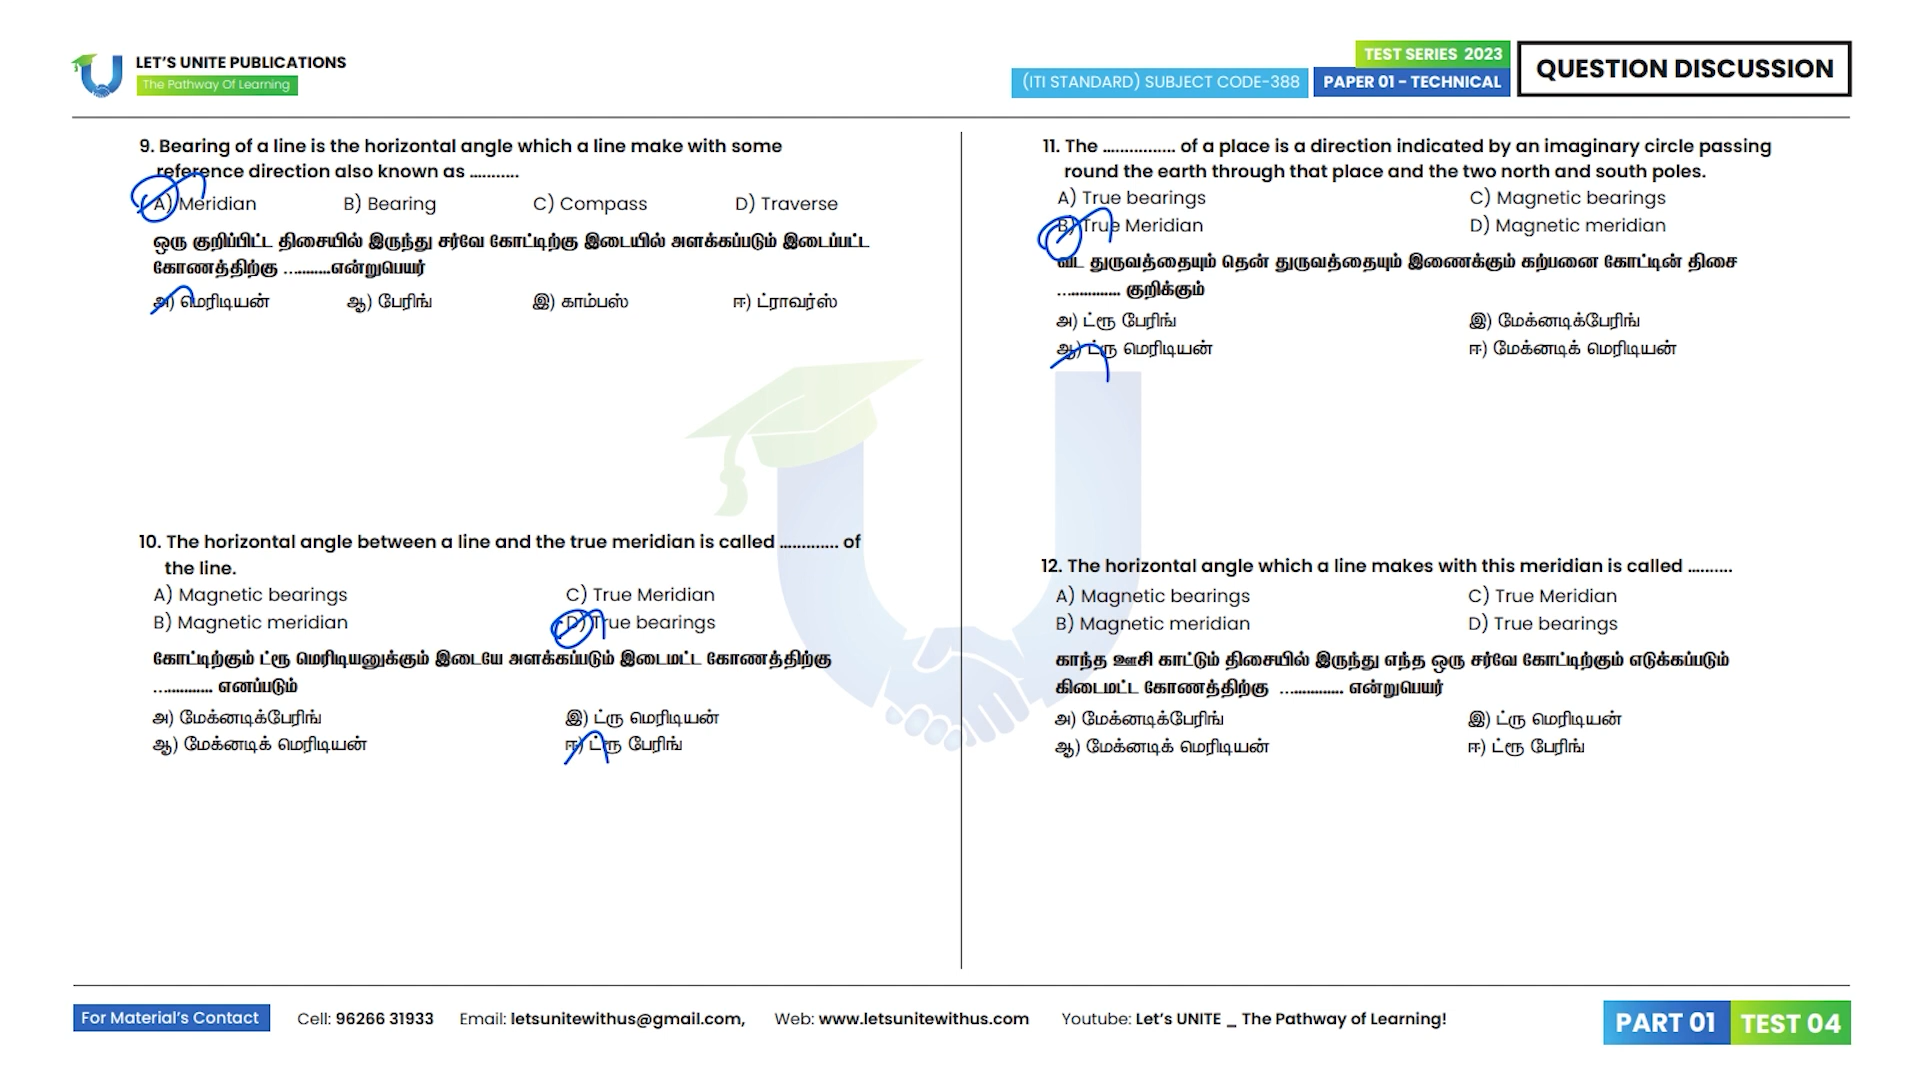 LET'S UNITE PUBLICATIONS
The Pathway Of Learning
TEST SERIES 2023
(ITI STANDARD) SUBJECT CODE-388
PAPER 01 - TECHNICAL
QUESTION DISCUSSION
9. Bearing of a line is the horizontal angle which a line make with some
reference direction also known as ...........
A) Meridian B) Bearing C) Compass D) Traverse
ஒரு குறிப்பிட்ட திசையில் இருந்து சர்வே கோட்டிற்கு இடையில் அளக்கப்படும் இடைப்பட்ட
கோணத்திற்கு ...........என்றுபெயர்
அ) மெரிடியன் ஆ) பேரிங் இ) காம்பஸ் ஈ) ட்ராவர்ஸ்
10. The horizontal angle between a line and the true meridian is called ............. of
the line.
A) Magnetic bearings C) True Meridian
B) Magnetic meridian D) True bearings
கோட்டிற்கும் ட்ரூ மெரிடியனுக்கும் இடையே அளக்கப்படும் இடைமட்ட கோணத்திற்கு
.............. எனப்படும்
அ) மேக்னடிக்பேரிங் இ) ட்ரு மெரிடியன்
ஆ) மேக்னடிக் மெரிடியன் ஈ) ட்ரூ பேரிங்
11. The ................ of a place is a direction indicated by an imaginary circle passing
round the earth through that place and the two north and south poles.
A) True bearings C) Magnetic bearings
B) True Meridian D) Magnetic meridian
வட துருவத்தையும் தென் துருவத்தையும் இணைக்கும் கற்பனை கோட்டின் திசை
............... குறிக்கும்
அ) ட்ரூ பேரிங் இ) மேக்னடிக்பேரிங்
ஆ) ட்ரு மெரிடியன் ஈ) மேக்னடிக் மெரிடியன்
12. The horizontal angle which a line makes with this meridian is called ..........
A) Magnetic bearings C) True Meridian
B) Magnetic meridian D) True bearings
காந்த ஊசி காட்டும் திசையில் இருந்து எந்த ஒரு சர்வே கோட்டிற்கும் எடுக்கப்படும்
கிடைமட்ட கோணத்திற்கு ............... என்றுபெயர்
அ) மேக்னடிக்பேரிங் இ) ட்ரு மெரிடியன்
ஆ) மேக்னடிக் மெரிடியன் ஈ) ட்ரூ பேரிங்
For Material's Contact Cell: 96266 31933 Email: letsunitewithus@gmail.com, Web: www.letsunitewithus.com Youtube: Let's UNITE _ The Pathway of Learning!
PART 01 TEST 04